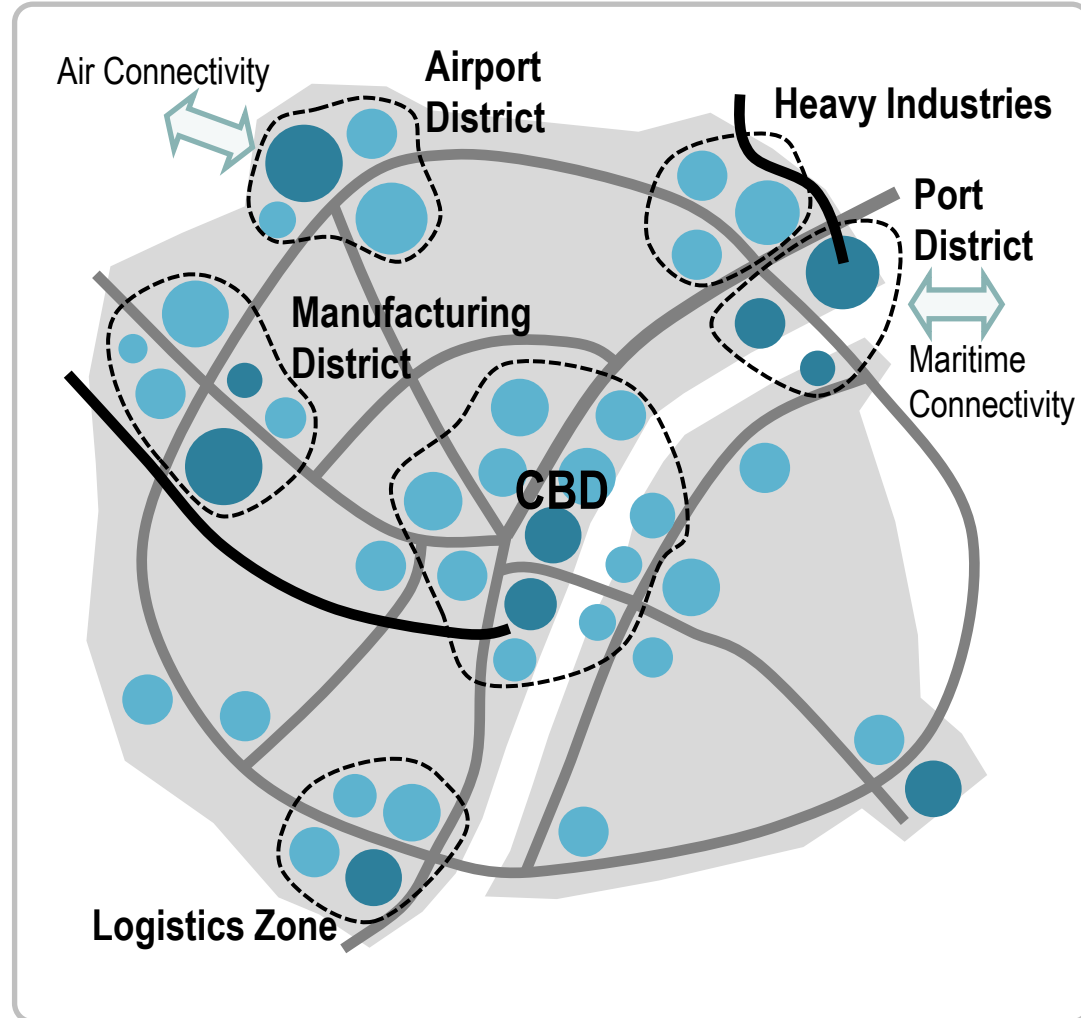 Air Connectivity
Airport
District
Heavy Industries
Port
District
Manufacturing
District
Maritime
Connectivity
CBD
Logistics Zone